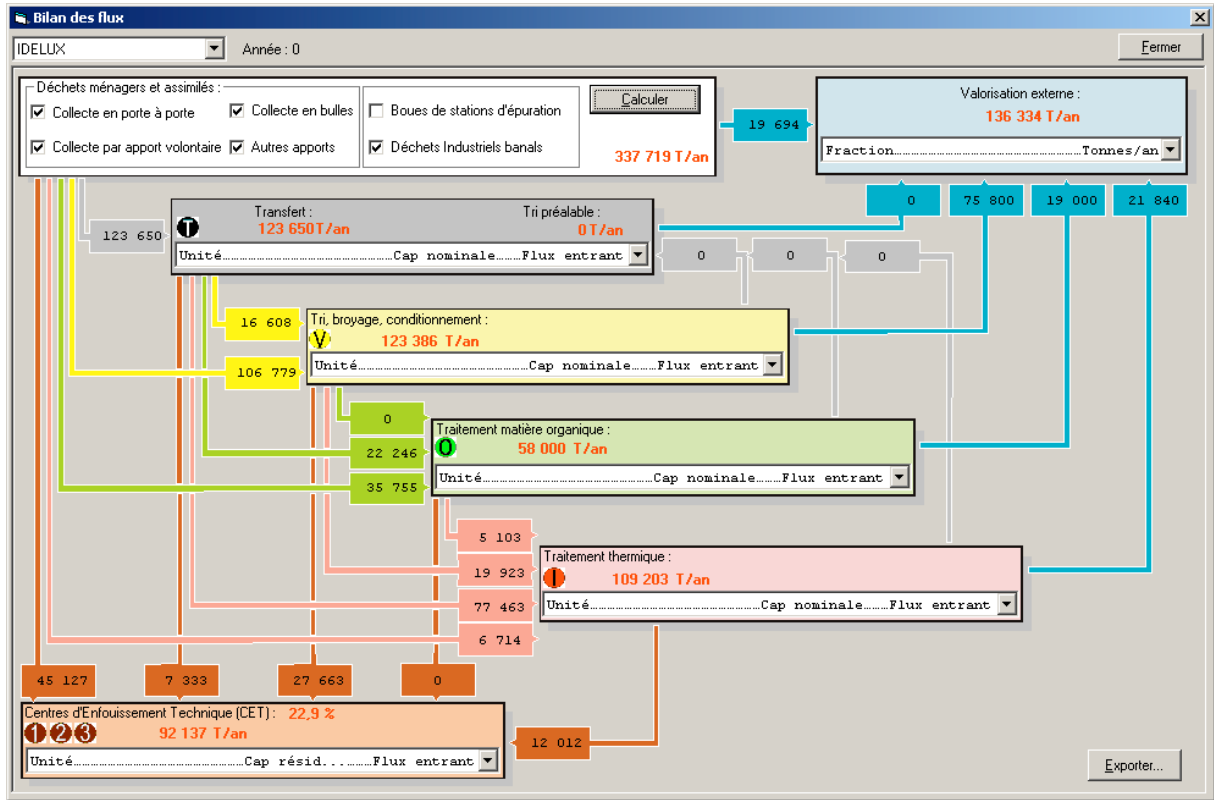 Bilan des flux
IDELUX Année : 0 Fermer
Déchets ménagers et assimilés :
Collecte en porte à porte Collecte en bulles Boues de stations d'épuration Calculer
Collecte par apport volontaire Autres apports Déchets Industriels banals 337 719 T/an
19 694
Valorisation externe :
136 334 T/an
Fraction...Tonnes/an
0 75 800 19 000 21 840
123 650
T Transfert : Tri préalable :
123 650T/an 0T/an
Unité...Cap nominale...Flux entrant
0 0 0
16 608
106 779
Tri, broyage, conditionnement :
V 123 386 T/an
Unité...Cap nominale...Flux entrant
0
22 246
35 755
Traitement matière organique :
O 58 000 T/an
Unité...Cap nominale...Flux entrant
5 103
19 923
77 463
6 714
Traitement thermique :
I 109 203 T/an
Unité...Cap nominale...Flux entrant
45 127 7 333 27 663 0
Centres d'Enfouissement Technique (CET) : 22,9 %
1 2 3 92 137 T/an
Unité...Cap résid...Flux entrant
12 012
Exporter...